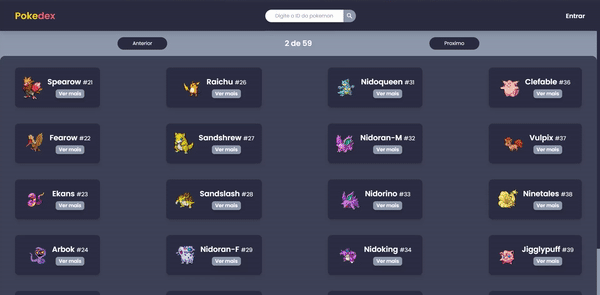 Pokedex
Digite o ID do pokemon
Entrar
Anterior
2 de 59
Proxima
Spearow #21
Ver mais
Raichu #26
Ver mais
Nidoqueen #31
Ver mais
Clefable #36
Ver mais
Fearow #22
Ver mais
Sandshrew #27
Ver mais
Nidoran-M #32
Ver mais
Vulpix #37
Ver mais
Ekans #23
Ver mais
Sandslash #28
Ver mais
Nidorino #33
Ver mais
Ninetales #38
Ver mais
Arbok #24
Ver mais
Nidoran-F #29
Ver mais
Nidoking #34
Ver mais
Jigglypuff #39
Ver mais